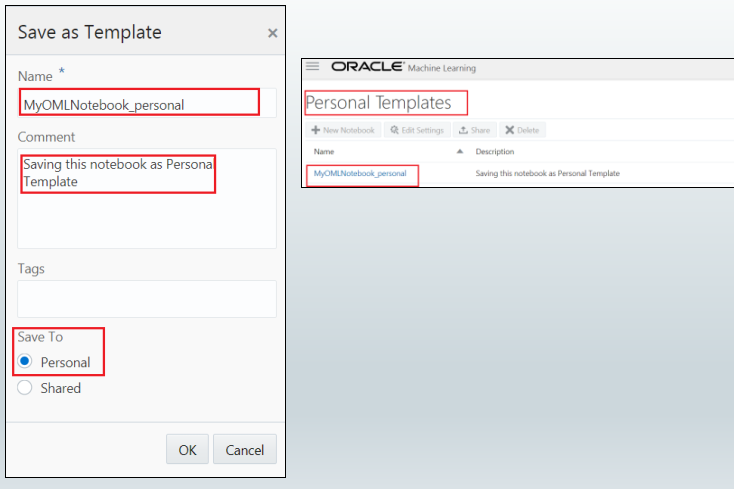 Save as Template
×
Name *
MyOMLNotebook_personal
Comment
Saving this notebook as Personal
Template
Tags
Save To
Personal
Shared
OK Cancel
ORACLE® Machine Learning
Personal Templates
New Notebook Edit Settings Share Delete
Name Description
MyOMLNotebook_personal Saving this notebook as Personal Template